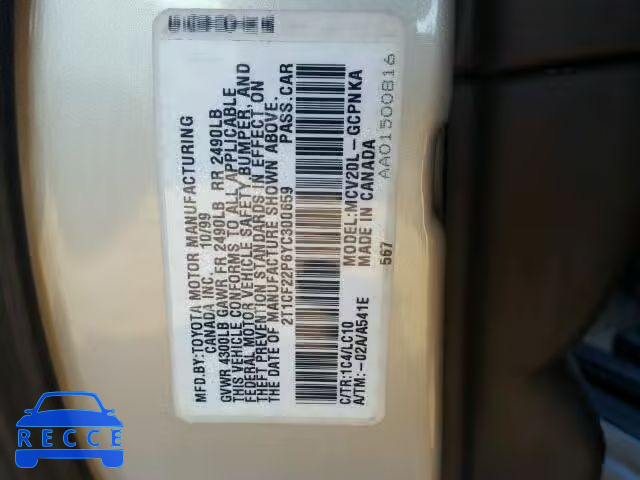 MFD.BY:TOYOTA MOTOR MANUFACTURING
CANADA INC. 10/99
GVWR 4300LB GAWR FR 2490LB RR 2490LB
THIS VEHICLE CONFORMS TO ALL APPLICABLE
FEDERAL MOTOR VEHICLE SAFETY, BUMPER, AND
THEFT PREVENTION STANDARDS IN EFFECT ON
THE DATE OF MANUFACTURE SHOWN ABOVE.
2T1CF22P6YC300659 PASS.CAR
C/TR:1C4/LC10 MODEL:MCV20L-GCPNKA
A/TM:-02A/A541E MADE IN CANADA
567 AA01500816
RECCE